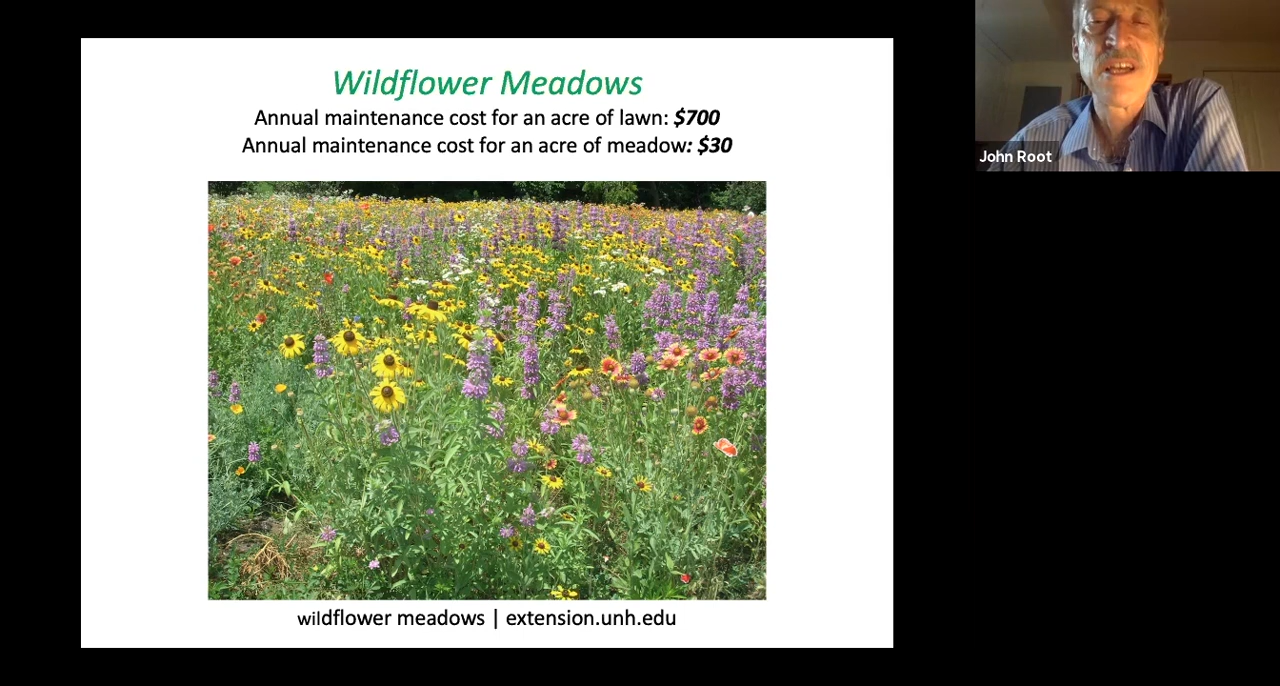 Wildflower Meadows
Annual maintenance cost for an acre of lawn: $700
Annual maintenance cost for an acre of meadow: $30
wildflower meadows | extension.unh.edu
John Root